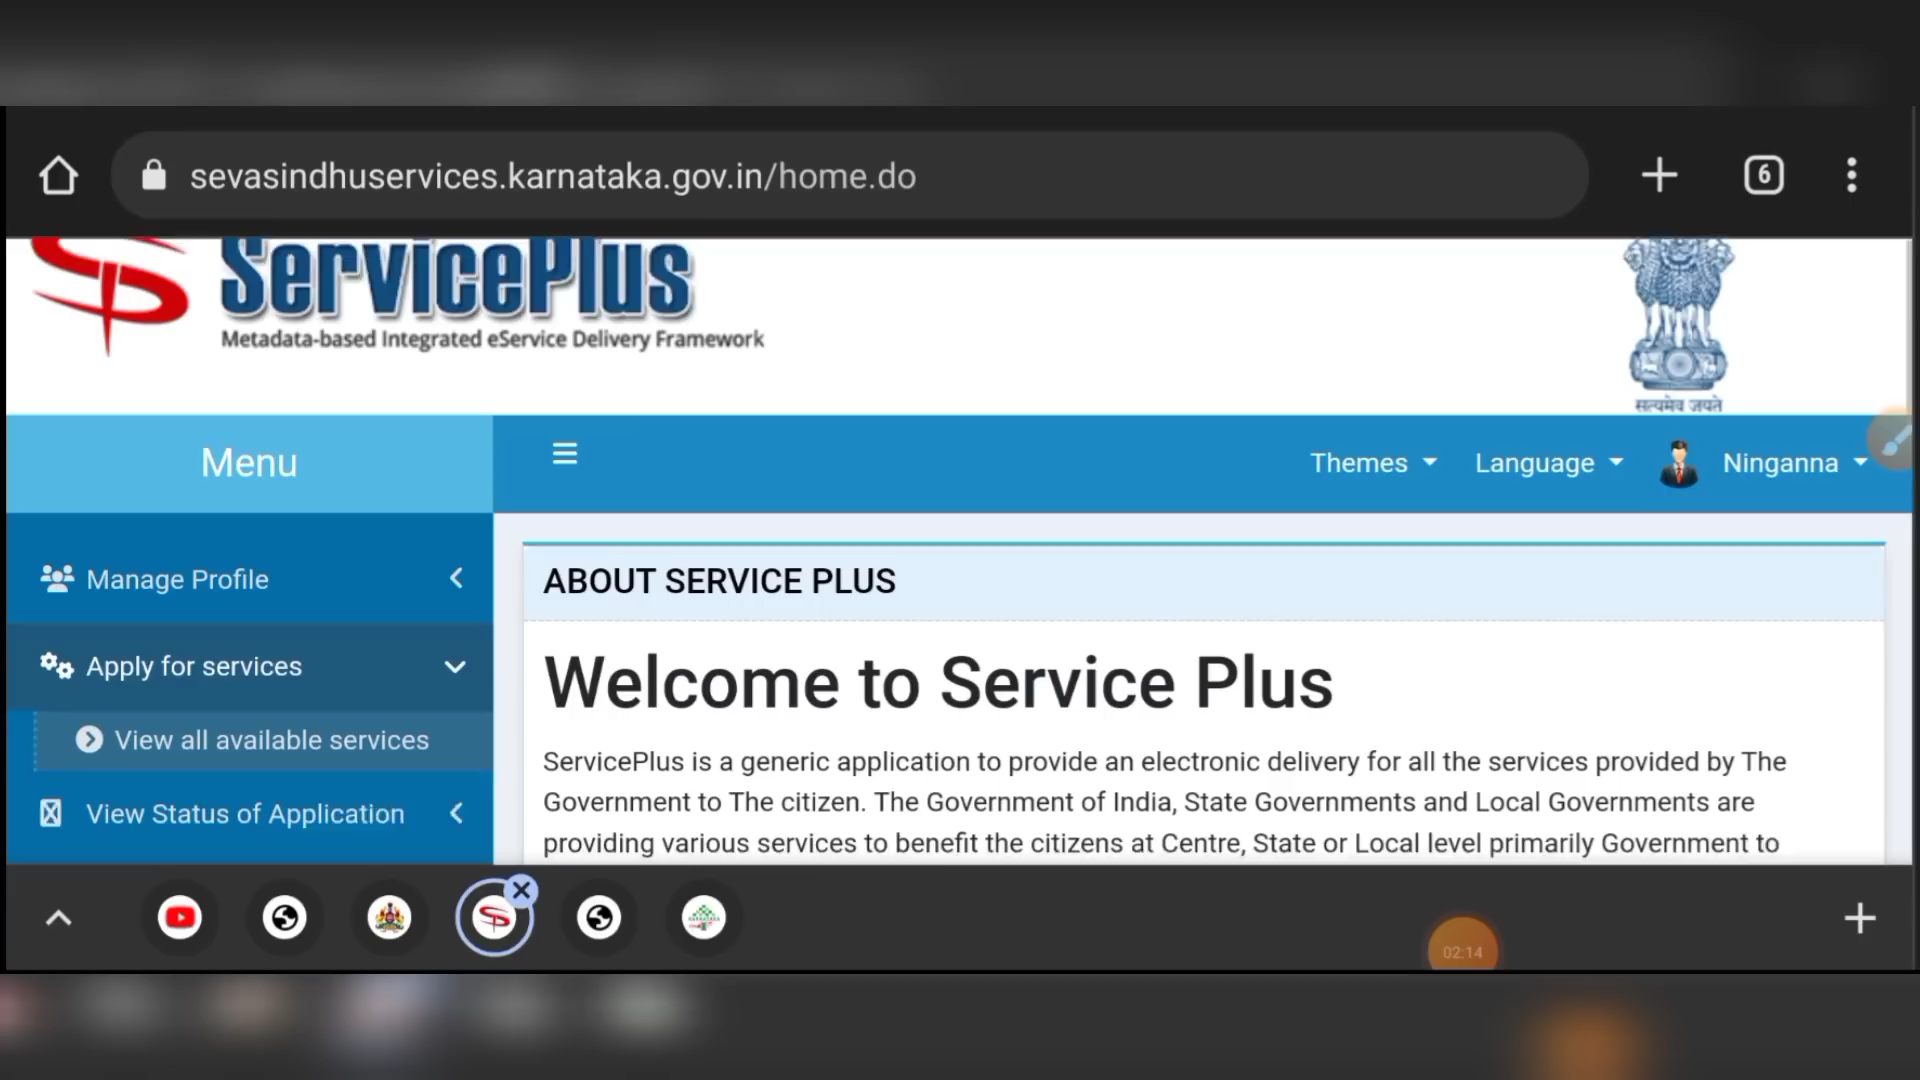 sevasindhuservices.karnataka.gov.in/home.do
6
ServicePlus
Metadata-based Integrated eService Delivery Framework
सत्यमेव जयते
Menu
Themes
Language
Ninganna
Manage Profile
Apply for services
View all available services
View Status of Application
ABOUT SERVICE PLUS
Welcome to Service Plus
ServicePlus is a generic application to provide an electronic delivery for all the services provided by The
Government to The citizen. The Government of India, State Governments and Local Governments are
providing various services to benefit the citizens at Centre, State or Local level primarily Government to
02:14